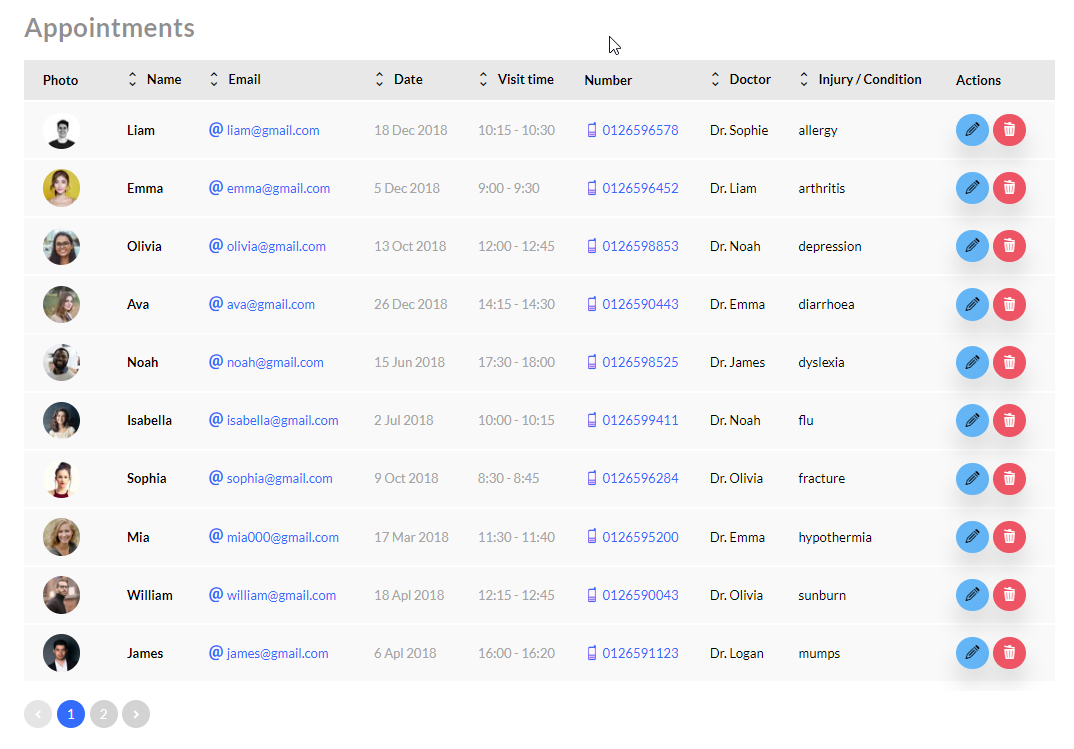 Appointments
Photo Name Email Date Visit time Number Doctor Injury / Condition Actions
Liam @ liam@gmail.com 18 Dec 2018 10:15 - 10:30 0126596578 Dr. Sophie allergy
Emma @ emma@gmail.com 5 Dec 2018 9:00 - 9:30 0126596452 Dr. Liam arthritis
Olivia @ olivia@gmail.com 13 Oct 2018 12:00 - 12:45 0126598853 Dr. Noah depression
Ava @ ava@gmail.com 26 Dec 2018 14:15 - 14:30 0126590443 Dr. Emma diarrhoea
Noah @ noah@gmail.com 15 Jun 2018 17:30 - 18:00 0126598525 Dr. James dyslexia
Isabella @ isabella@gmail.com 2 Jul 2018 10:00 - 10:15 0126599411 Dr. Noah flu
Sophia @ sophia@gmail.com 9 Oct 2018 8:30 - 8:45 0126596284 Dr. Olivia fracture
Mia @ mia000@gmail.com 17 Mar 2018 11:30 - 11:40 0126595200 Dr. Emma hypothermia
William @ william@gmail.com 18 Apl 2018 12:15 - 12:45 0126590043 Dr. Olivia sunburn
James @ james@gmail.com 6 Apl 2018 16:00 - 16:20 0126591123 Dr. Logan mumps
1 2